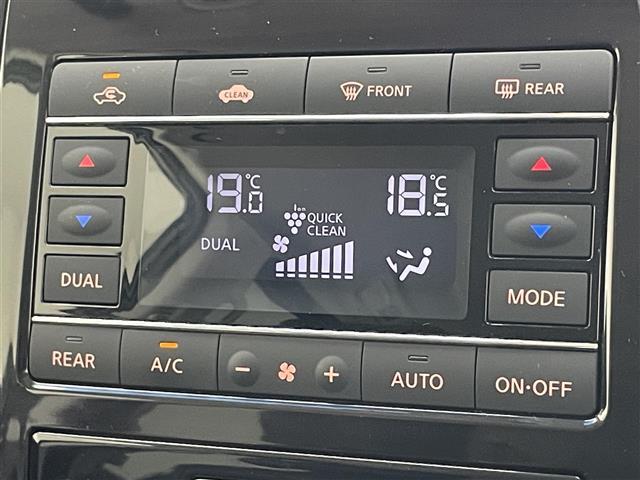 CLEAN
FRONT
REAR
19.0°C
18.5°C
Ion
QUICK
CLEAN
DUAL
DUAL
MODE
REAR
A/C
−
+
AUTO
ON·OFF